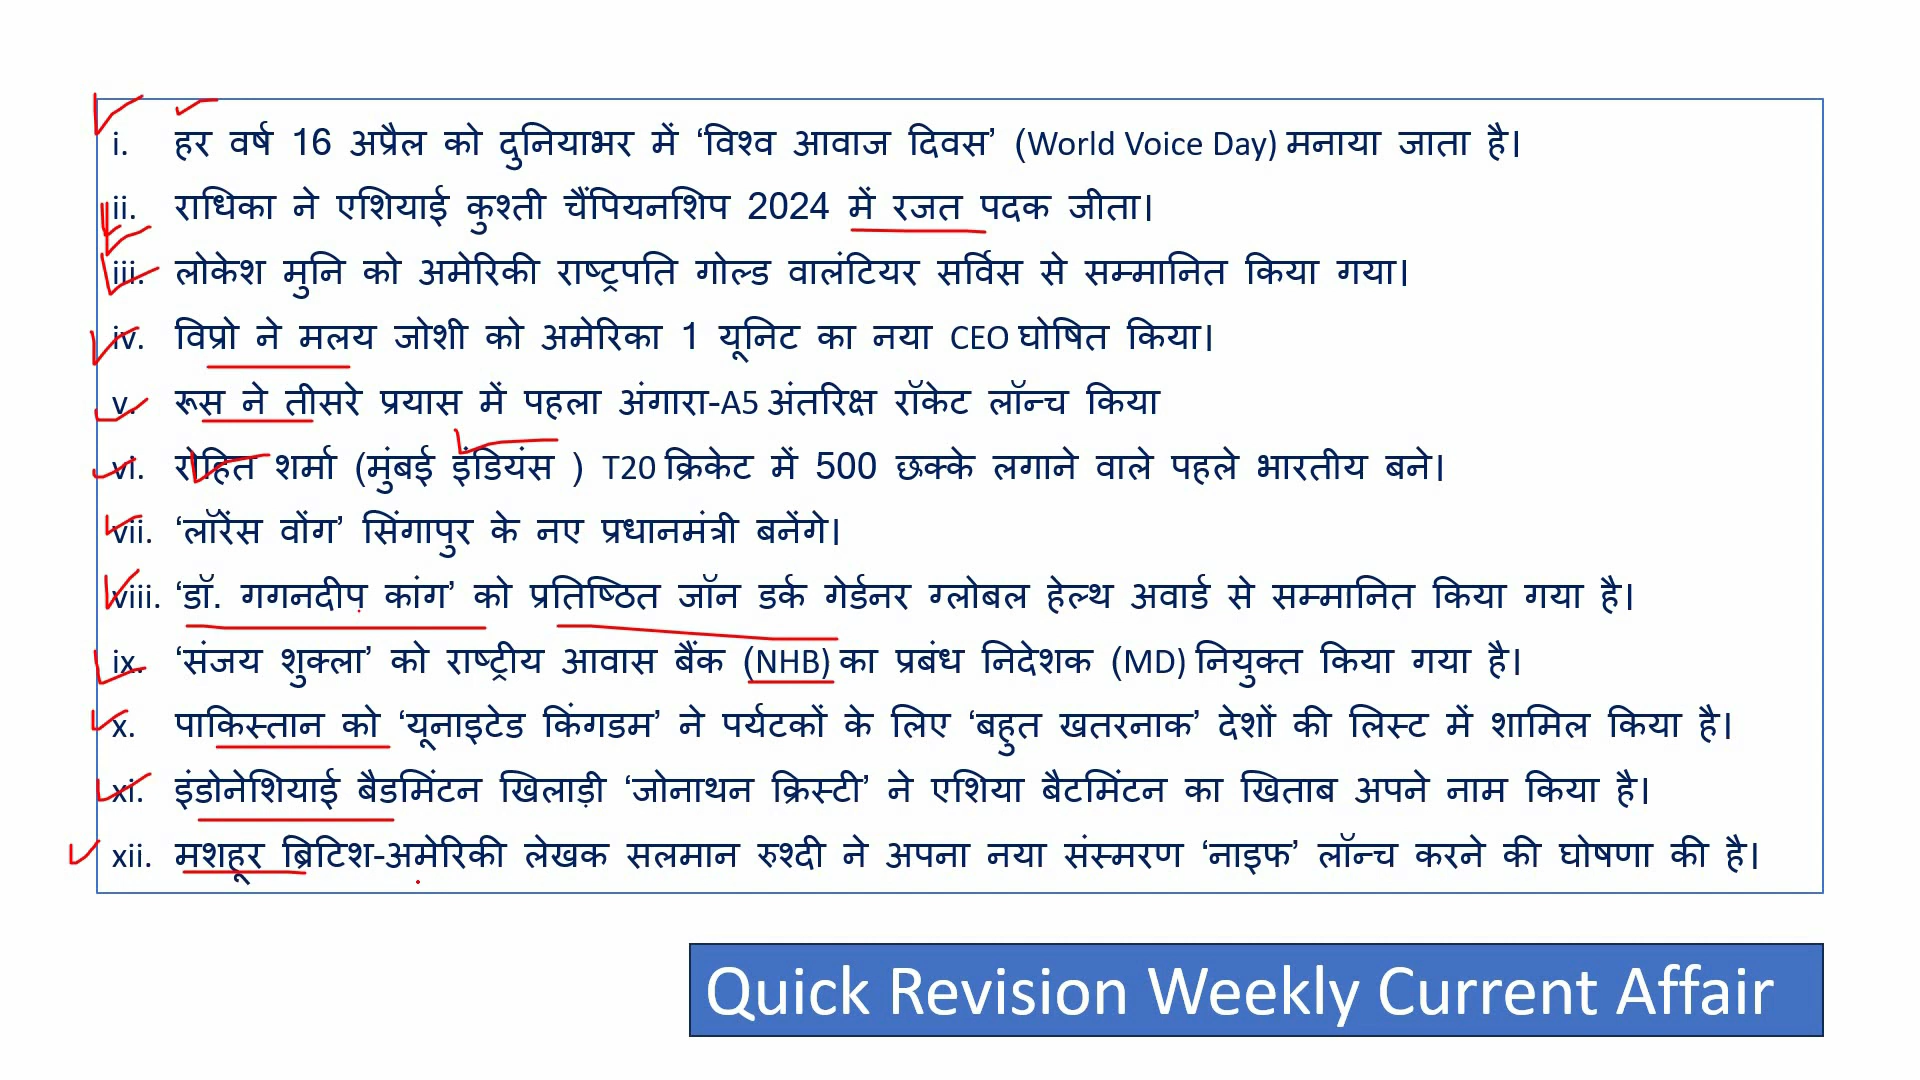 i. हर वर्ष 16 अप्रैल को दुनियाभर में ‘विश्व आवाज दिवस’ (World Voice Day) मनाया जाता है।
ii. राधिका ने एशियाई कुश्ती चैंपियनशिप 2024 में रजत पदक जीता।
iii. लोकेश मुनि को अमेरिकी राष्ट्रपति गोल्ड वालंटियर सर्विस से सम्मानित किया गया।
iv. विप्रो ने मलय जोशी को अमेरिका 1 यूनिट का नया CEO घोषित किया।
v. रूस ने तीसरे प्रयास में पहला अंगारा-A5 अंतरिक्ष रॉकेट लॉन्च किया
vi. रोहित शर्मा (मुंबई इंडियंस ) T20 क्रिकेट में 500 छक्के लगाने वाले पहले भारतीय बने।
vii. ‘लॉरेंस वोंग’ सिंगापुर के नए प्रधानमंत्री बनेंगे।
viii. ‘डॉ. गगनदीप कांग’ को प्रतिष्ठित जॉन डर्क गेर्डनर ग्लोबल हेल्थ अवार्ड से सम्मानित किया गया है।
ix. ‘संजय शुक्ला’ को राष्ट्रीय आवास बैंक (NHB) का प्रबंध निदेशक (MD) नियुक्त किया गया है।
x. पाकिस्तान को ‘यूनाइटेड किंगडम’ ने पर्यटकों के लिए ‘बहुत खतरनाक’ देशों की लिस्ट में शामिल किया है।
xi. इंडोनेशियाई बैडमिंटन खिलाड़ी ‘जोनाथन क्रिस्टी’ ने एशिया बैटमिंटन का खिताब अपने नाम किया है।
xii. मशहूर ब्रिटिश-अमेरिकी लेखक सलमान रुश्दी ने अपना नया संस्मरण ‘नाइफ’ लॉन्च करने की घोषणा की है।
Quick Revision Weekly Current Affair